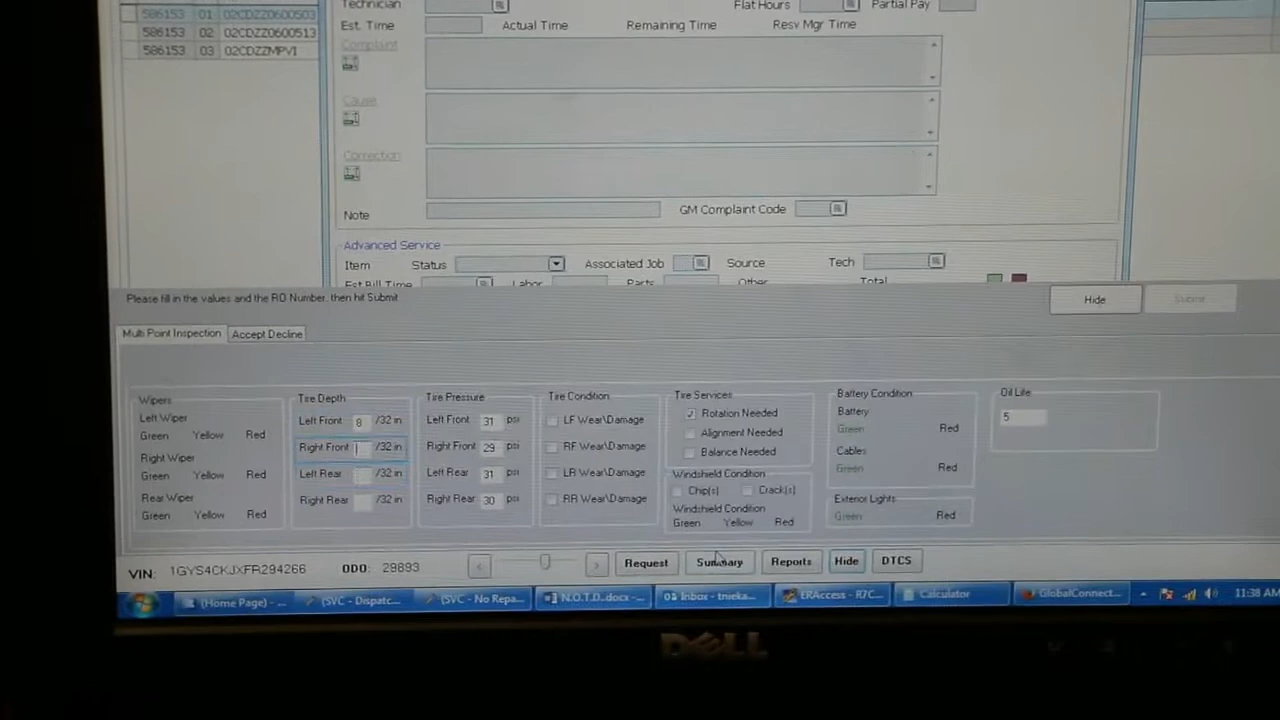 Technician Flat Hours Partial Pay
586153 01 02CDZZ0600503
Est. Time Actual Time Remaining Time Resv Mgr Time
586153 02 02CDZZ0600513
586153 03 02CDZZMPVI
Complaint
Cause
Correction
Note GM Complaint Code
Advanced Service
Item Status Associated Job Source Tech
Est Bill Time Labor Parts Other Total
Please fill in the values and the RO Number, then hit Submit
Hide Submit
Multi Point Inspection Accept Decline
Wipers
Left Wiper
Green Yellow Red
Right Wiper
Green Yellow Red
Rear Wiper
Green Yellow Red
Tire Depth
Left Front 8 /32 in
Right Front /32 in
Left Rear /32 in
Right Rear /32 in
Tire Pressure
Left Front 31 psi
Right Front 29 psi
Left Rear 31 psi
Right Rear 30 psi
Tire Condition
LF Wear\Damage
RF Wear\Damage
LR Wear\Damage
RR Wear\Damage
Tire Services
Rotation Needed
Alignment Needed
Balance Needed
Windshield Condition
Chip(s) Crack(s)
Windshield Condition
Green Yellow Red
Battery Condition
Battery
Green Red
Cables
Green Red
Exterior Lights
Green Red
Oil Life
5
VIN: 1GYS4CKJXFR294266 ODO: 29893 < > Request Summary Reports Hide DTCS
(Home Page) - ... (SVC - Dispatc... (SVC - No Repa... N.O.T.D..docx -... Inbox - tnieka... ERAccess - R7C... Calculator GlobalConnect... 11:38 AM
DELL